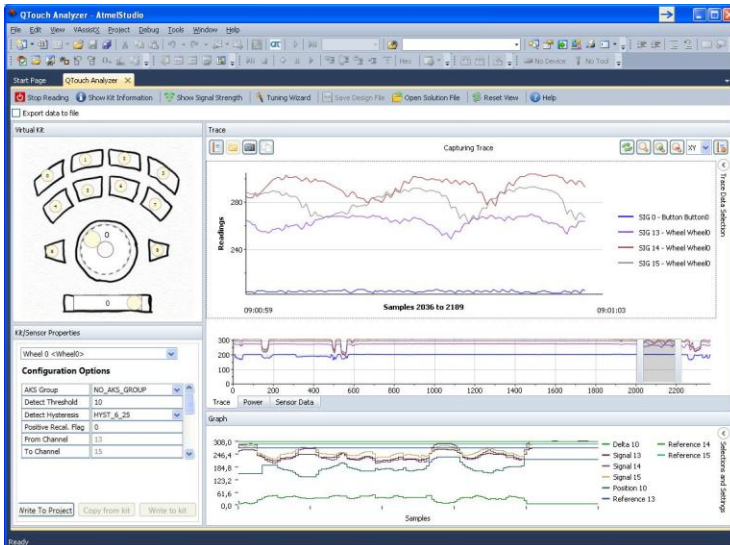 QTouch Analyzer - AtmelStudio
File Edit View VAssistX Project Debug Tools Window Help
Hex No Device No Tool
Start Page QTouch Analyzer
Stop Reading Show Kit Information Show Signal Strength Tuning Wizard Save Design File Open Solution File Reset View Help
Export data to file
Virtual Kit
0
0
Kit/Sensor Properties
Wheel 0 <Wheel0>
Configuration Options
AKS Group NO_AKS_GROUP
Detect Threshold 10
Detect Hysteresis HYST_6_25
Positive Recal. Flag 0
From Channel 13
To Channel 15
Write To Project Copy from kit Write to kit
Trace
Capturing Trace XY
Trace Data Selection
Readings
280
240
SIG 0 - Button Button0
SIG 13 - Wheel Wheel0
SIG 14 - Wheel Wheel0
SIG 15 - Wheel Wheel0
09:00:59 Samples 2036 to 2189 09:01:03
300
200
100
0
0 200 400 600 800 1000 1200 1400 1600 1800 2000 2200
Trace Power Sensor Data
Graph
Selections and Settings
308,0
246,4
184,8
123,2
61,6
0,0
Samples
Delta 10 Reference 14
Signal 13 Reference 15
Signal 14
Signal 15
Position 10
Reference 13
Ready